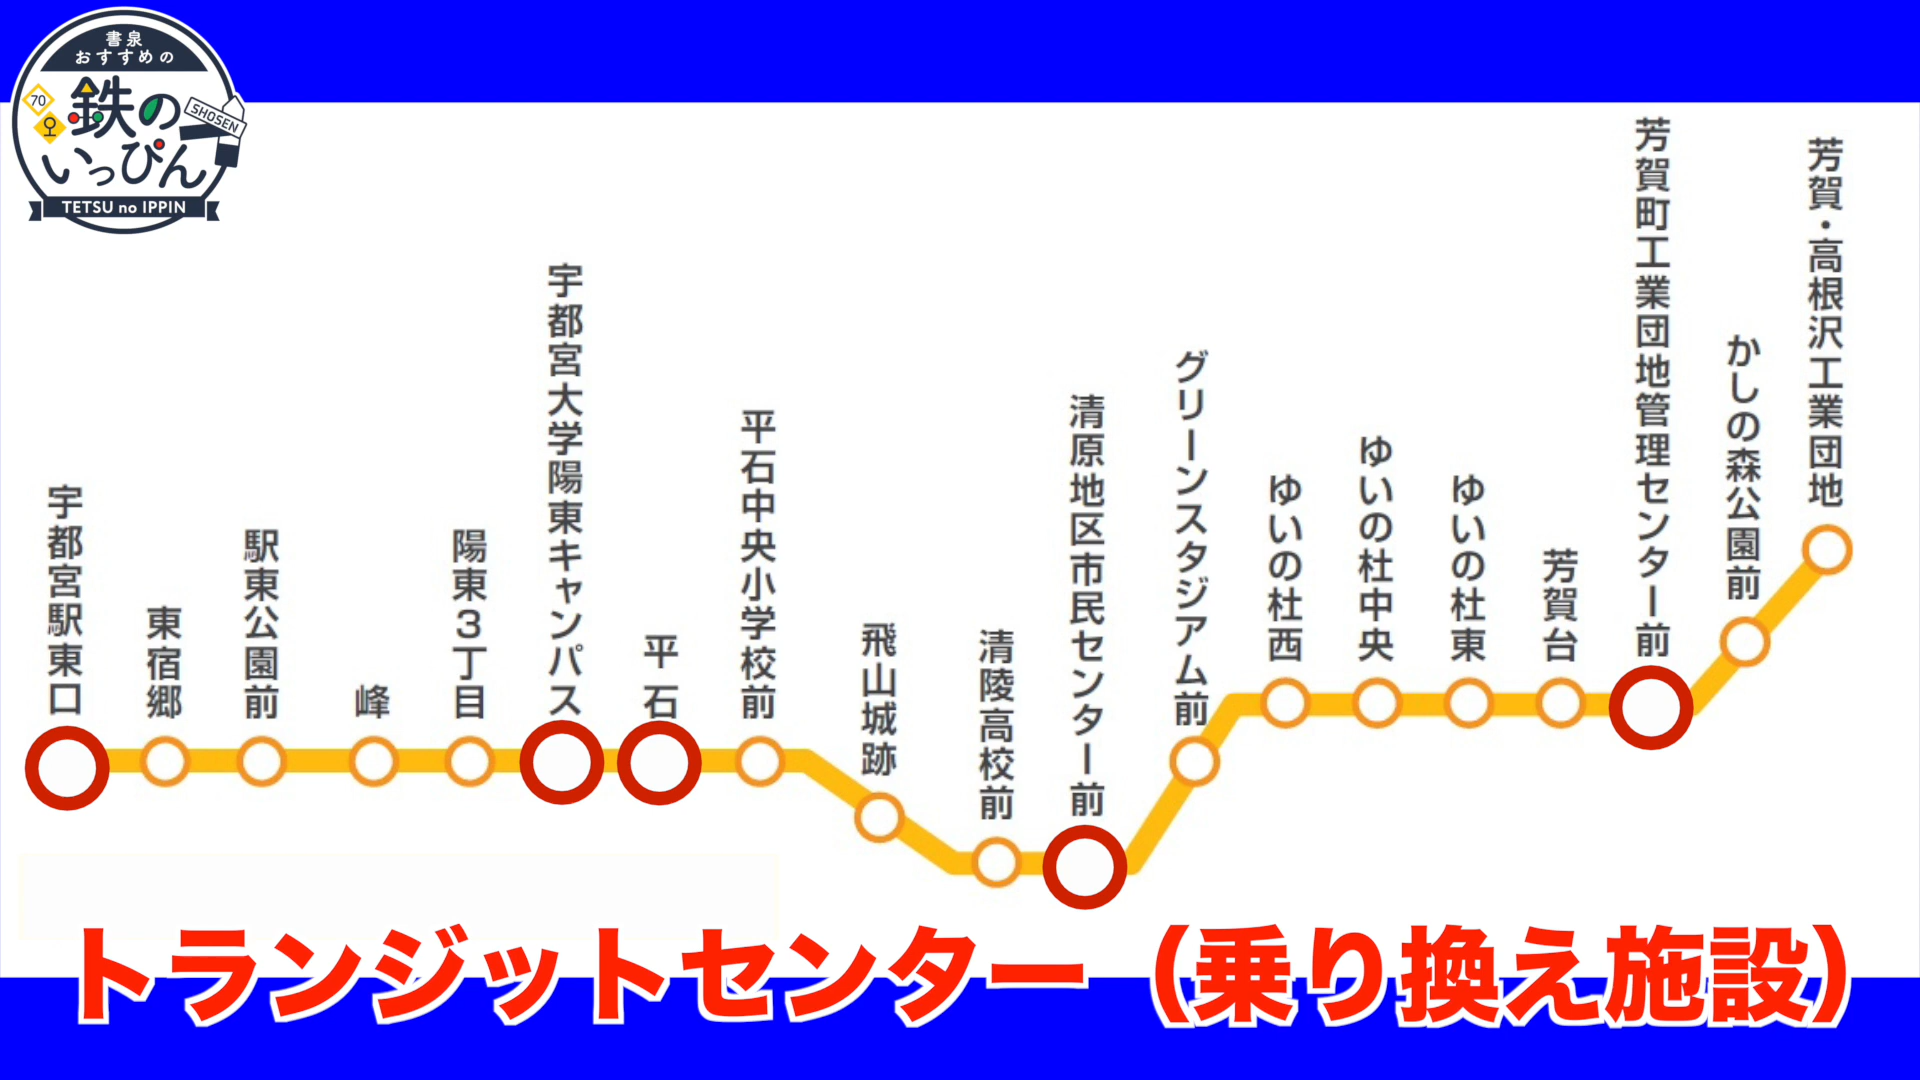 書泉
おすすめの
鉄の
いっぴん
70
SHOSEN
TETSU no IPPIN
宇都宮駅東口
東宿郷
駅東公園前
峰
陽東3丁目
宇都宮大学陽東キャンパス
平石
平石中央小学校前
飛山城跡
清陵高校前
清原地区市民センター前
グリーンスタジアム前
ゆいの杜西
ゆいの杜中央
ゆいの杜東
芳賀台
芳賀町工業団地管理センター前
かしの森公園前
芳賀・高根沢工業団地
トランジットセンター（乗り換え施設）